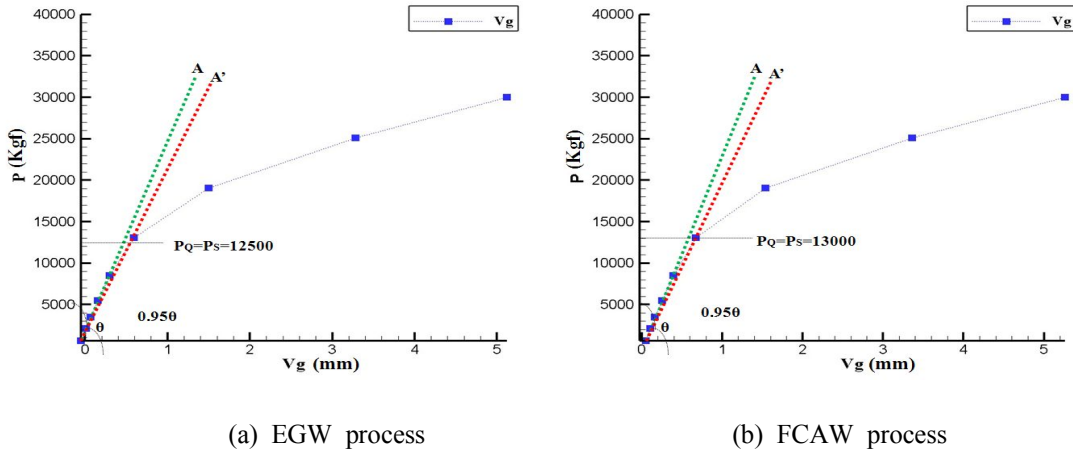 40000
35000
30000
25000
20000
15000
10000
5000
P (Kgf)
Vg
A
A'
PQ=PS=12500
0.95θ
θ
0 1 2 3 4 5
Vg (mm)
(a) EGW process
40000
35000
30000
25000
20000
15000
10000
5000
P (Kgf)
Vg
A
A'
PQ=PS=13000
0.95θ
θ
0 1 2 3 4 5
Vg (mm)
(b) FCAW process